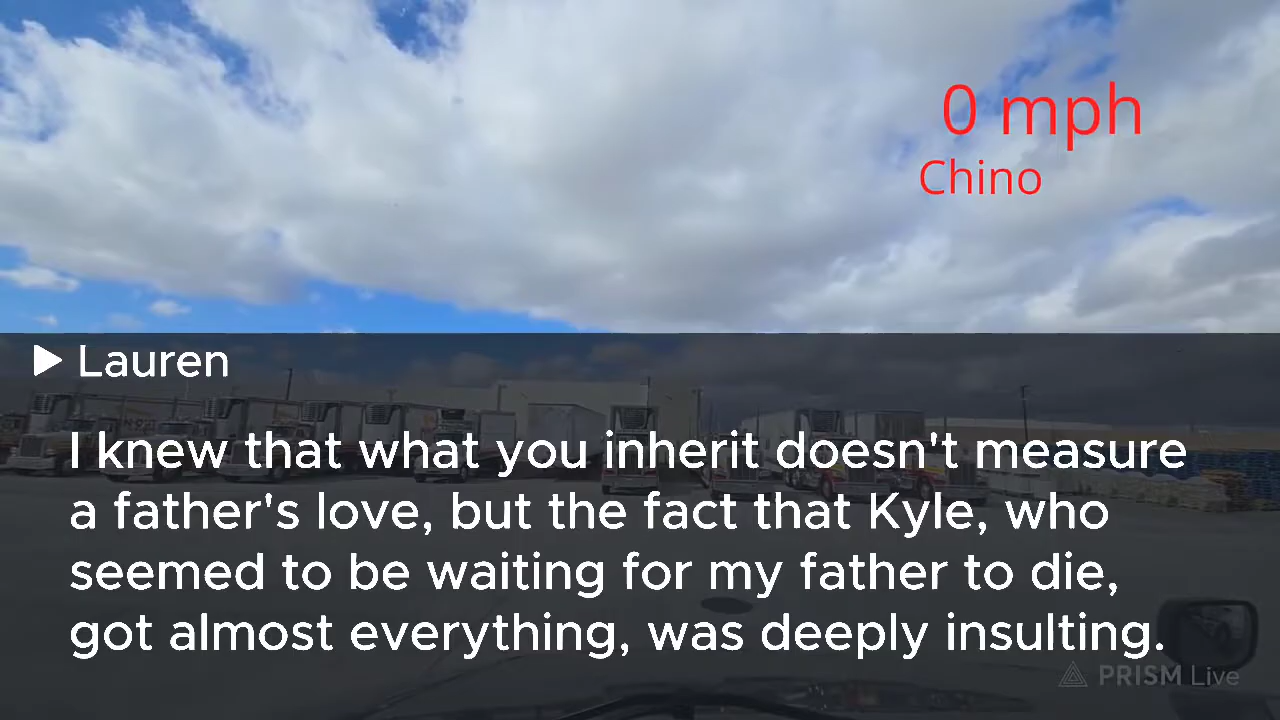 0 mph
Chino
Lauren
I knew that what you inherit doesn't measure
a father's love, but the fact that Kyle, who
seemed to be waiting for my father to die,
got almost everything, was deeply insulting.
PRISM Live